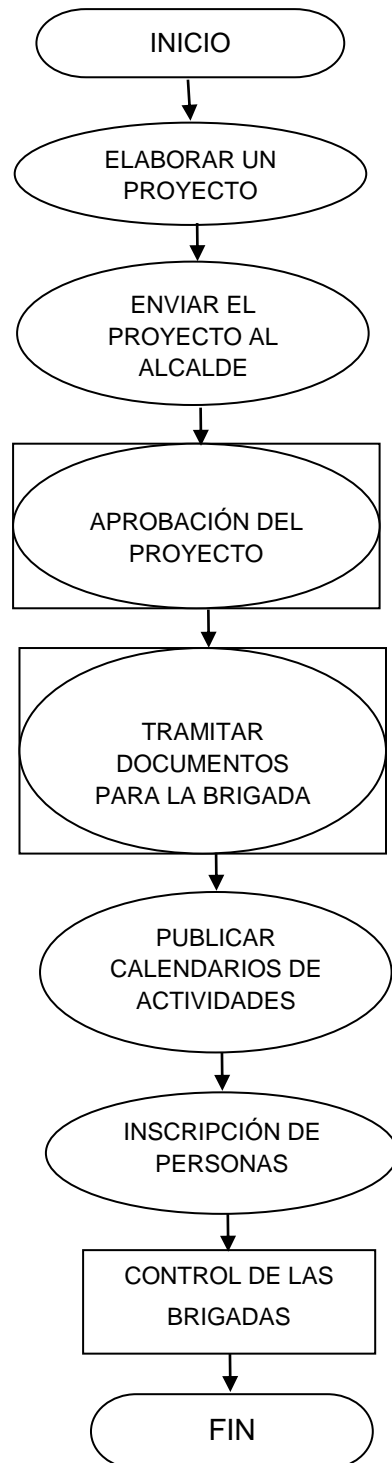 INICIO
ELABORAR UN
PROYECTO
ENVIAR EL
PROYECTO AL
ALCALDE
APROBACIÓN DEL
PROYECTO
TRAMITAR
DOCUMENTOS
PARA LA BRIGADA
PUBLICAR
CALENDARIOS DE
ACTIVIDADES
INSCRIPCIÓN DE
PERSONAS
CONTROL DE LAS
BRIGADAS
FIN